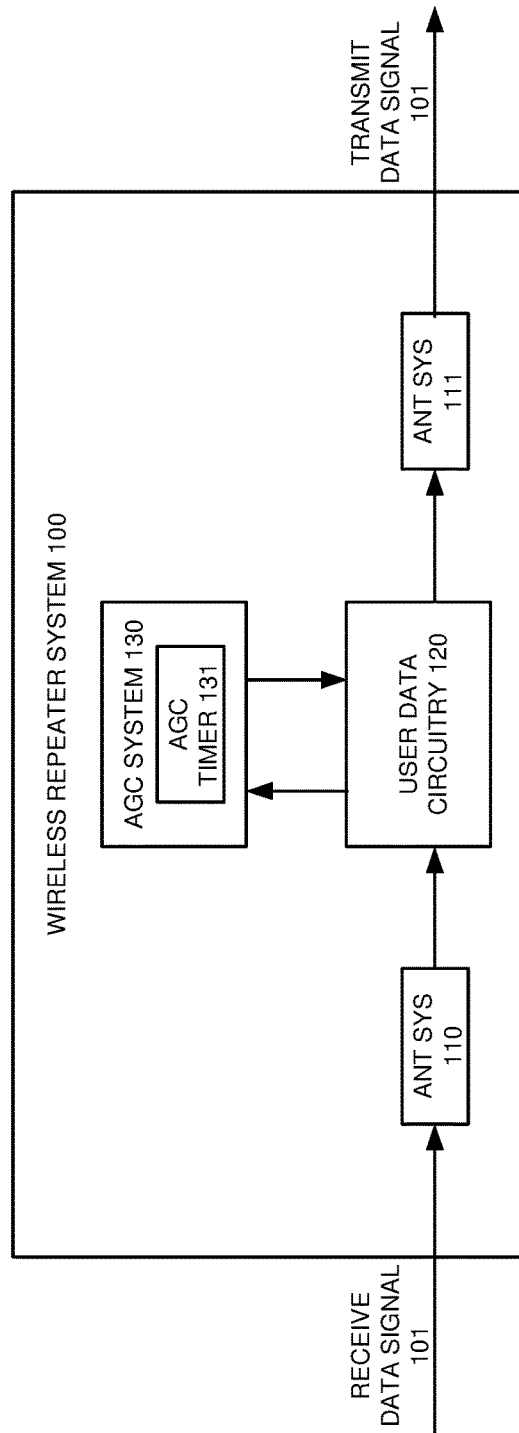 WIRELESS REPEATER SYSTEM 100
RECEIVE
DATA SIGNAL
101
ANT SYS
110
AGC SYSTEM 130
AGC
TIMER 131
USER DATA
CIRCUITRY 120
ANT SYS
111
TRANSMIT
DATA SIGNAL
101